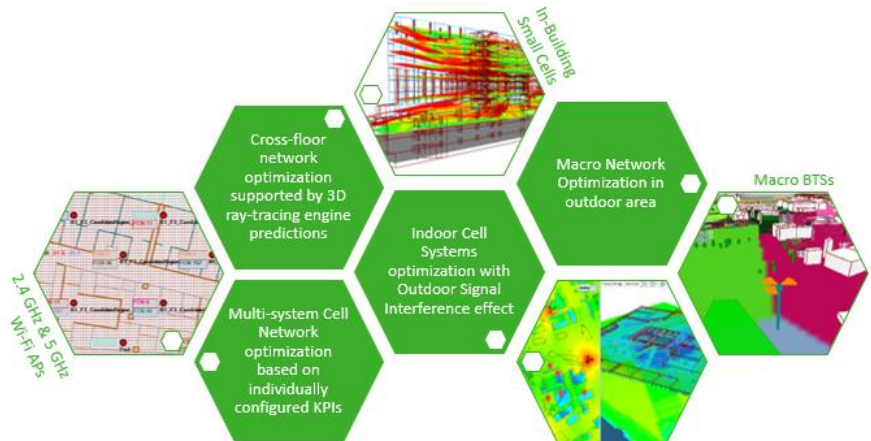 In-Building
Small Cells
Cross-floor
network
optimization
supported by 3D
ray-tracing engine
predictions
Macro Network
Optimization in
outdoor area
Macro BTSs
Indoor Cell
Systems
optimization with
Outdoor Signal
Interference effect
2.4 GHz & 5 GHz
Wi-Fi APs
Multi-system Cell
Network
optimization
based on
individually
configured KPIs